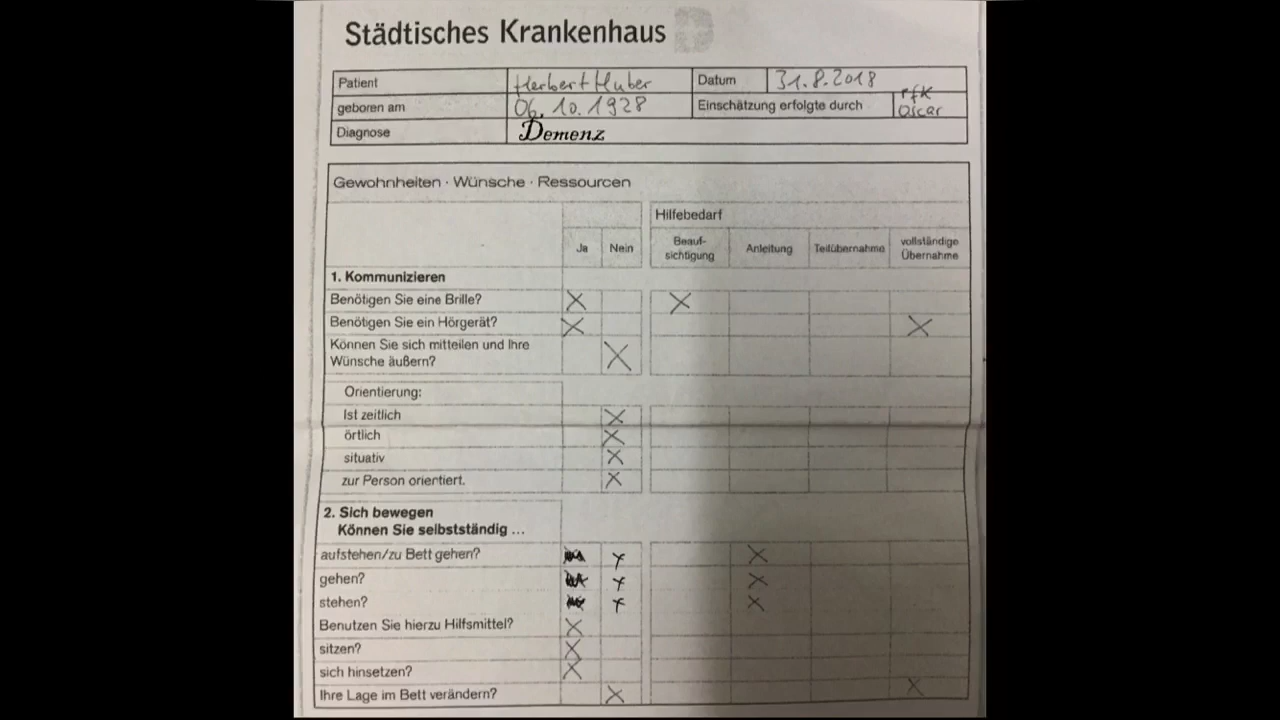 Städtisches Krankenhaus
Patient Herbert Huber Datum 31.8.2018
geboren am 06.10.1928 Einschätzung erfolgte durch rfk Oscar
Diagnose Demenz
Gewohnheiten · Wünsche · Ressourcen
Hilfebedarf
Ja Nein Beauf-sichtigung Anleitung Teilübernahme vollständige Übernahme
1. Kommunizieren
Benötigen Sie eine Brille? X X
Benötigen Sie ein Hörgerät? X X
Können Sie sich mitteilen und Ihre
Wünsche äußern? X
Orientierung:
Ist zeitlich X
örtlich X
situativ X
zur Person orientiert. X
2. Sich bewegen
Können Sie selbstständig ...
aufstehen/zu Bett gehen? X X
gehen? X X
stehen? X X
Benutzen Sie hierzu Hilfsmittel? X
sitzen? X
sich hinsetzen? X
Ihre Lage im Bett verändern? X X